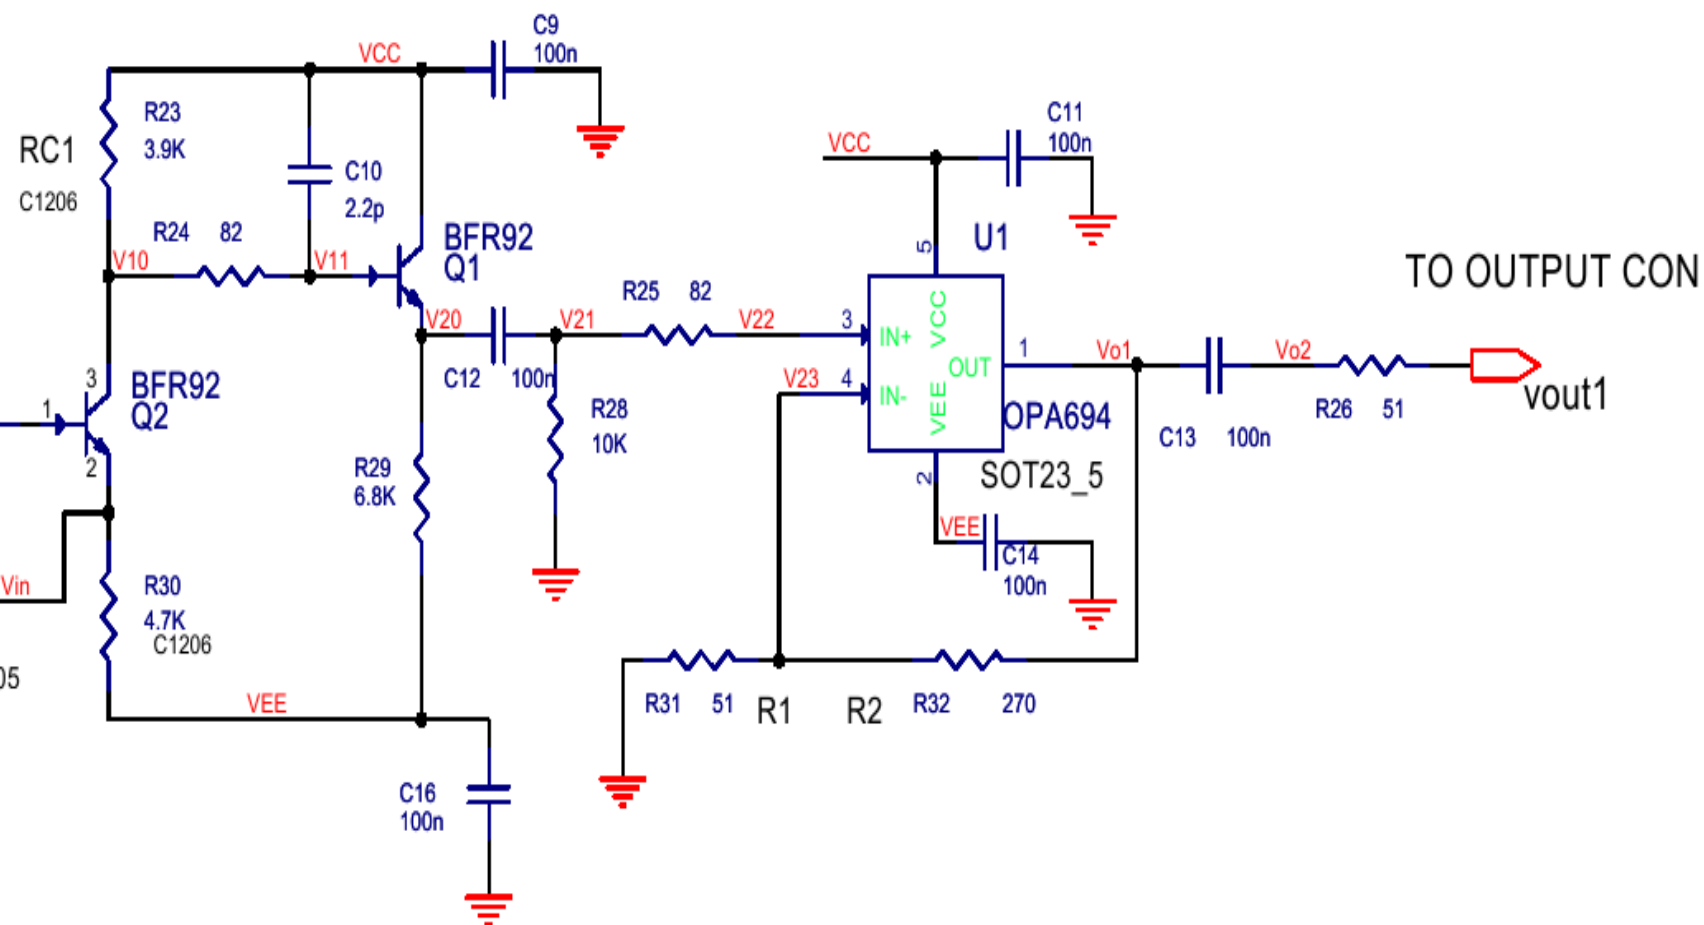 C9
100n
VCC
R23
3.9K
RC1
C1206
C10
2.2p
R24 82
V10
V11
BFR92
Q1
VCC
C11
100n
5
U1
TO OUTPUT CON
V20
V21
R25 82
V22
3
IN+
VCC
1
OUT
Vo1
Vo2
V23
4
IN-
VEE
OPA694
SOT23_5
2
C12 100n
R28
10K
R26 51
vout1
C13 100n
3
BFR92
Q2
1
2
R29
6.8K
VEE
C14
100n
Vin
R30
4.7K
C1206
05
VEE
R31 51 R1 R2 R32 270
C16
100n